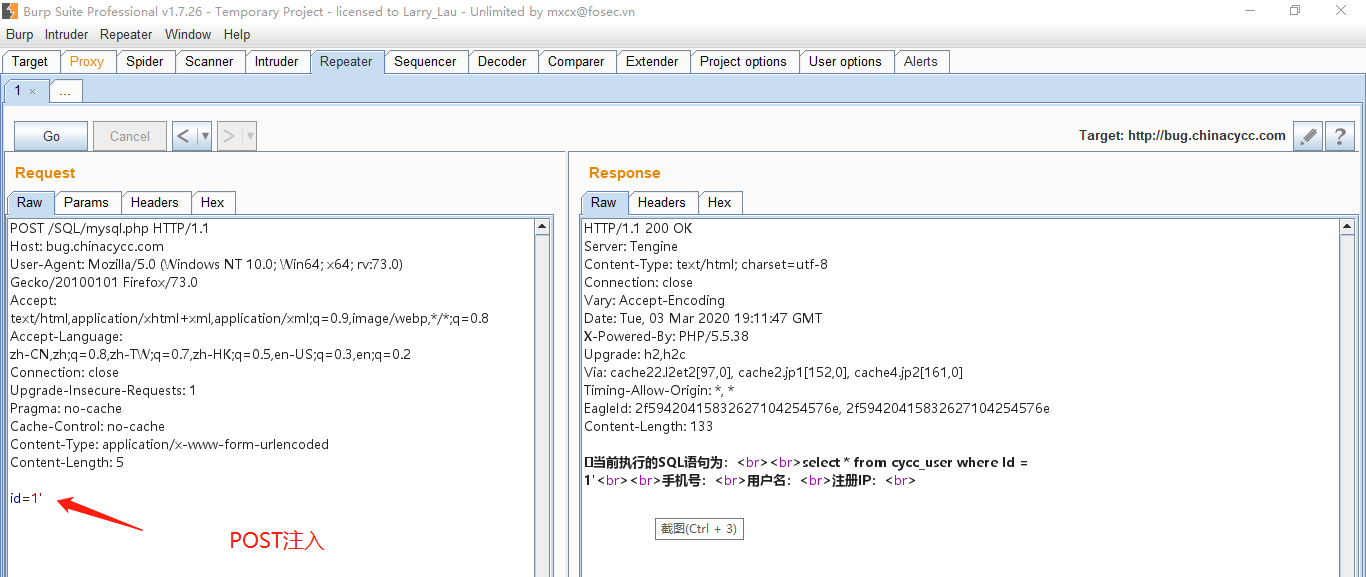 Burp Suite Professional v1.7.26 - Temporary Project - licensed to Larry_Lau - Unlimited by mxcx@fosec.vn
Burp Intruder Repeater Window Help
Target Proxy Spider Scanner Intruder Repeater Sequencer Decoder Comparer Extender Project options User options Alerts
1 × ...
Go Cancel < ▼ > ▼ Target: http://bug.chinacycc.com ?
Request
Raw Params Headers Hex
POST /SQL/mysql.php HTTP/1.1
Host: bug.chinacycc.com
User-Agent: Mozilla/5.0 (Windows NT 10.0; Win64; x64; rv:73.0)
Gecko/20100101 Firefox/73.0
Accept:
text/html,application/xhtml+xml,application/xml;q=0.9,image/webp,*/*;q=0.8
Accept-Language:
zh-CN,zh;q=0.8,zh-TW;q=0.7,zh-HK;q=0.5,en-US;q=0.3,en;q=0.2
Connection: close
Upgrade-Insecure-Requests: 1
Pragma: no-cache
Cache-Control: no-cache
Content-Type: application/x-www-form-urlencoded
Content-Length: 5
id=1'
POST注入
Response
Raw Headers Hex
HTTP/1.1 200 OK
Server: Tengine
Content-Type: text/html; charset=utf-8
Connection: close
Vary: Accept-Encoding
Date: Tue, 03 Mar 2020 19:11:47 GMT
X-Powered-By: PHP/5.5.38
Upgrade: h2,h2c
Via: cache22.l2et2[97,0], cache2.jp1[152,0], cache4.jp2[161,0]
Timing-Allow-Origin: *, *
EagleId: 2f59420415832627104254576e, 2f59420415832627104254576e
Content-Length: 133
当前执行的SQL语句为：<br><br>select * from cycc_user where Id =
1'<br><br>手机号：<br>用户名：<br>注册IP：<br>
截图(Ctrl + 3)